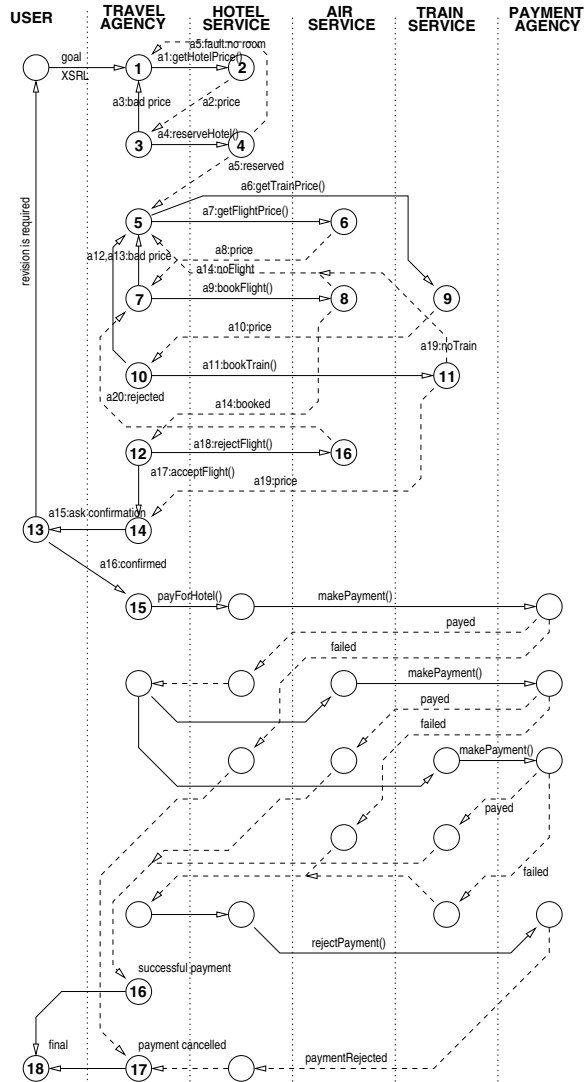 USER
TRAVEL AGENCY
HOTEL SERVICE
AIR SERVICE
TRAIN SERVICE
PAYMENT AGENCY
a5:fault:no room
goal
XSRL
a1:getHotelPrice()
1
2
a3:bad price
a2:price
a4:reserveHotel()
3
4
a5:reserved
a6:getTrainPrice()
a7:getFlightPrice()
5
6
revision is required
a12,a13:bad price
a8:price
a14:noFlight
a9:bookFlight()
7
8
9
a10:price
a19:noTrain
a11:bookTrain()
10
11
a20:rejected
a14:booked
a18:rejectFlight()
12
16
a17:acceptFlight()
a19:price
a15:ask confirmation
13
14
a16:confirmed
payForHotel()
makePayment()
15
payed
failed
makePayment()
payed
failed
makePayment()
payed
failed
rejectPayment()
successful payment
16
final
payment cancelled
paymentRejected
18
17